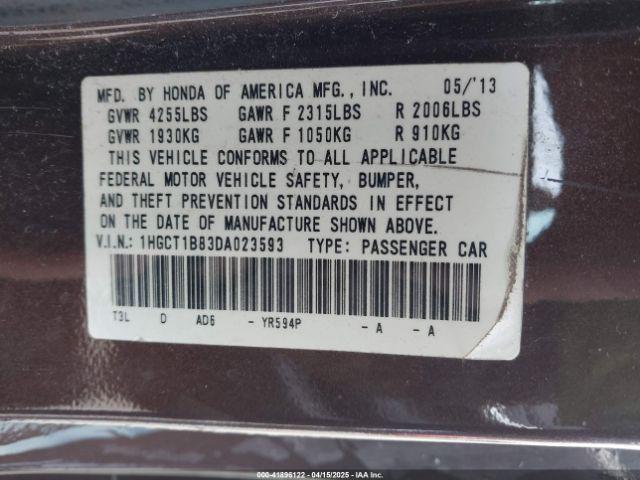 MFD. BY HONDA OF AMERICA MFG., INC. 05/'13
GVWR 4255LBS GAWR F 2315LBS R 2006LBS
GVWR 1930KG GAWR F 1050KG R 910KG
THIS VEHICLE CONFORMS TO ALL APPLICABLE
FEDERAL MOTOR VEHICLE SAFETY, BUMPER,
AND THEFT PREVENTION STANDARDS IN EFFECT
ON THE DATE OF MANUFACTURE SHOWN ABOVE.
V.I.N.: 1HGCT1B83DA023593 TYPE: PASSENGER CAR
T3L D AD6 - YR594P - A - A
000-41896122 04/15/2025 IAA Inc.